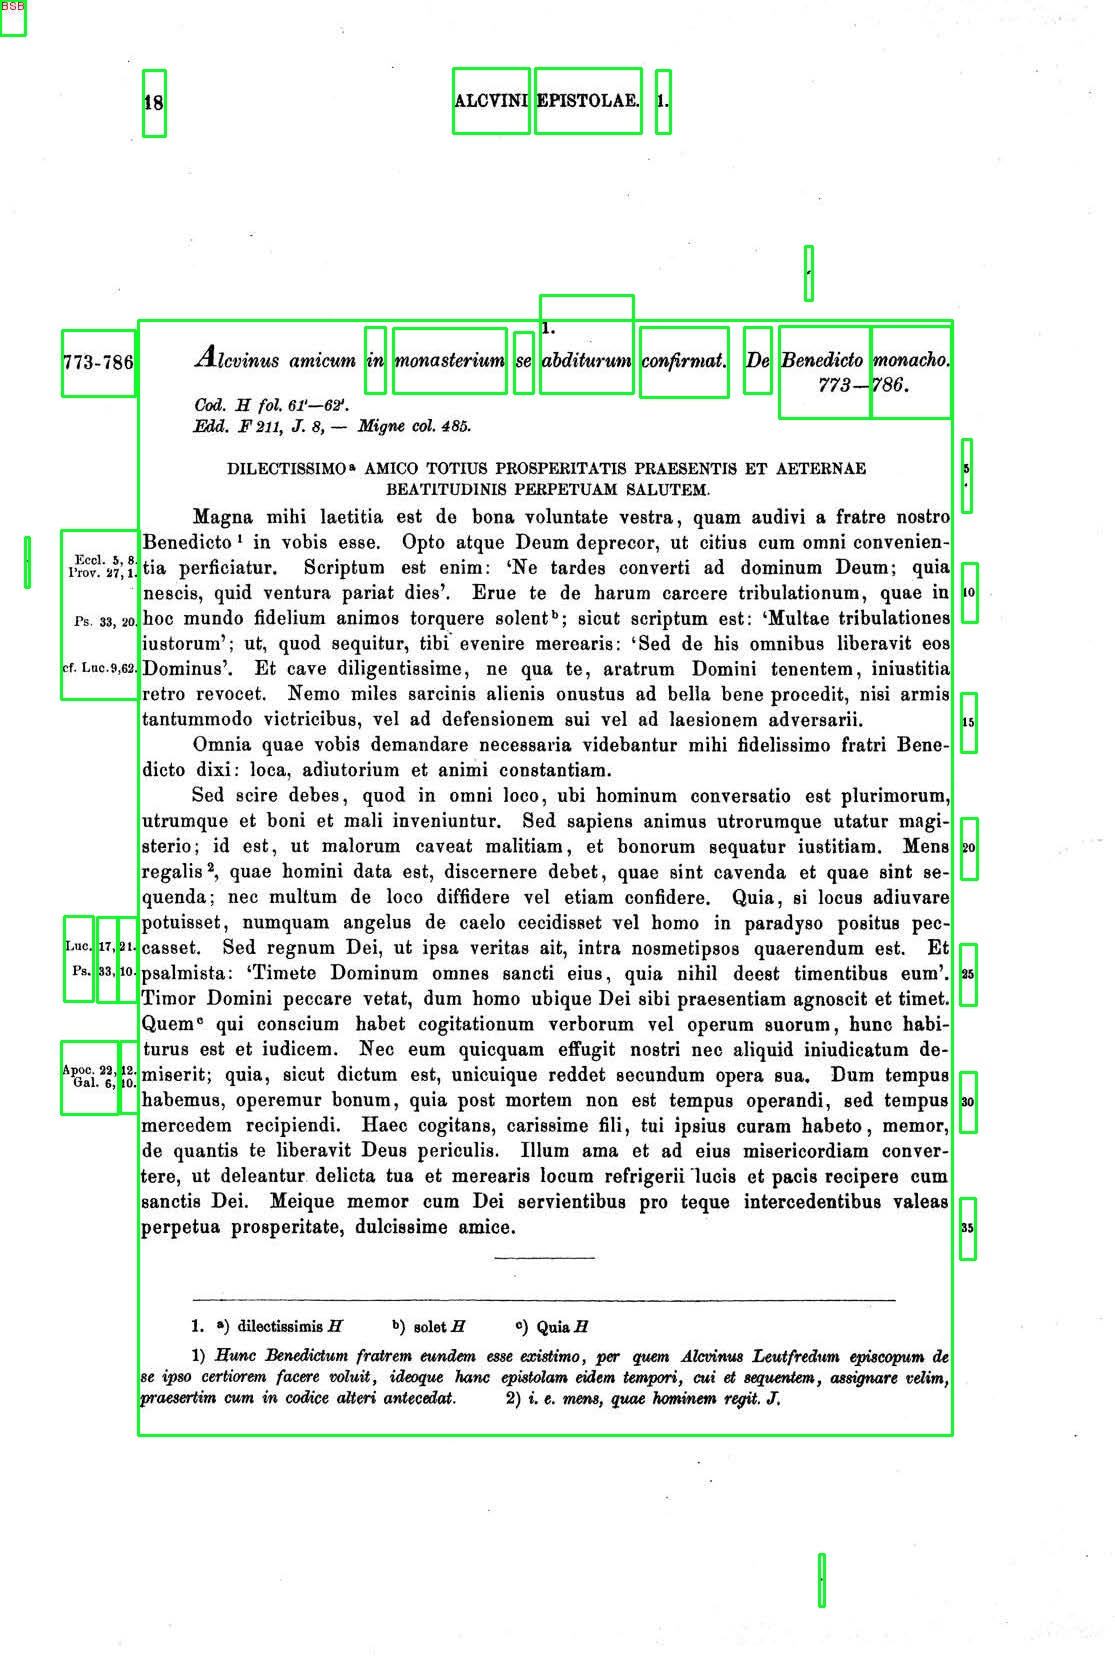 BSB
18 ALCVINI EPISTOLAE. 1.
1.
773-786 Alcvinus amicum in monasterium se abditurum confirmat. De Benedicto monacho.
773—786.
Cod. H fol. 61'—62'.
Edd. F 211, J. 8, — Migne col. 485.
DILECTISSIMOᵃ AMICO TOTIUS PROSPERITATIS PRAESENTIS ET AETERNAE 5
BEATITUDINIS PERPETUAM SALUTEM.
Magna mihi laetitia est de bona voluntate vestra, quam audivi a fratre nostro
Benedicto¹ in vobis esse. Opto atque Deum deprecor, ut citius cum omni convenien-
Eccl. 5, 8.
Prov. 27, 1. tia perficiatur. Scriptum est enim: ‘Ne tardes converti ad dominum Deum; quia
nescis, quid ventura pariat dies’. Erue te de harum carcere tribulationum, quae in 10
Ps. 33, 20. hoc mundo fidelium animos torquere solentᵇ; sicut scriptum est: ‘Multae tribulationes
iustorum’; ut, quod sequitur, tibi evenire merearis: ‘Sed de his omnibus liberavit eos
cf. Luc. 9,62. Dominus’. Et cave diligentissime, ne qua te, aratrum Domini tenentem, iniustitia
retro revocet. Nemo miles sarcinis alienis onustus ad bella bene procedit, nisi armis
tantummodo victricibus, vel ad defensionem sui vel ad laesionem adversarii. 15
Omnia quae vobis demandare necessaria videbantur mihi fidelissimo fratri Bene-
dicto dixi: loca, adiutorium et animi constantiam.
Sed scire debes, quod in omni loco, ubi hominum conversatio est plurimorum,
utrumque et boni et mali inveniuntur. Sed sapiens animus utrorumque utatur magi-
sterio; id est, ut malorum caveat malitiam, et bonorum sequatur iustitiam. Mens 20
regalis², quae homini data est, discernere debet, quae sint cavenda et quae sint se-
quenda; nec multum de loco diffidere vel etiam confidere. Quia, si locus adiuvare
potuisset, numquam angelus de caelo cecidisset vel homo in paradyso positus pec-
Luc. 17, 21. casset. Sed regnum Dei, ut ipsa veritas ait, intra nosmetipsos quaerendum est. Et
Ps. 33, 10. psalmista: ‘Timete Dominum omnes sancti eius, quia nihil deest timentibus eum’. 25
Timor Domini peccare vetat, dum homo ubique Dei sibi praesentiam agnoscit et timet.
Quemᶜ qui conscium habet cogitationum verborum vel operum suorum, hunc habi-
turus est et iudicem. Nec eum quicquam effugit nostri nec aliquid iniudicatum de-
Apoc. 22, 12.
Gal. 6, 10. miserit; quia, sicut dictum est, unicuique reddet secundum opera sua. Dum tempus
habemus, operemur bonum, quia post mortem non est tempus operandi, sed tempus 30
mercedem recipiendi. Haec cogitans, carissime fili, tui ipsius curam habeto, memor,
de quantis te liberavit Deus periculis. Illum ama et ad eius misericordiam conver-
tere, ut deleantur delicta tua et merearis locum refrigerii lucis et pacis recipere cum
sanctis Dei. Meique memor cum Dei servientibus pro teque intercedentibus valeas
perpetua prosperitate, dulcissime amice. 35
1. ᵃ) dilectissimis H ᵇ) solet H ᶜ) Quia H
1) Hunc Benedictum fratrem eundem esse existimo, per quem Alcvinus Leutfredum episcopum de
se ipso certiorem facere voluit, ideoque hanc epistolam eidem tempori, cui et sequentem, assignare velim,
praesertim cum in codice alteri antecedat. 2) i. e. mens, quae hominem regit. J.